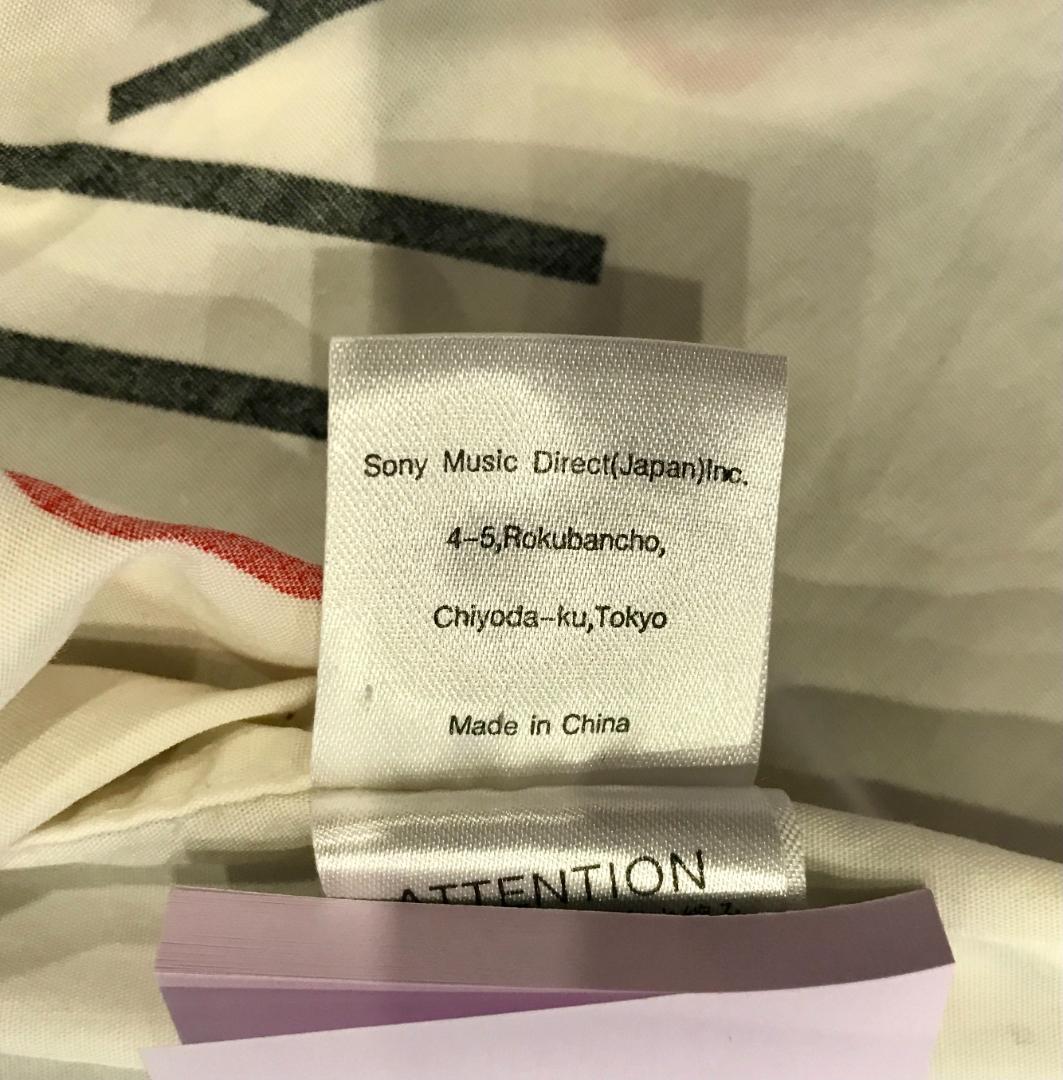 Sony Music Direct(Japan)Inc.
4-5,Rokubancho,
Chiyoda-ku,Tokyo
Made in China
ATTENTION